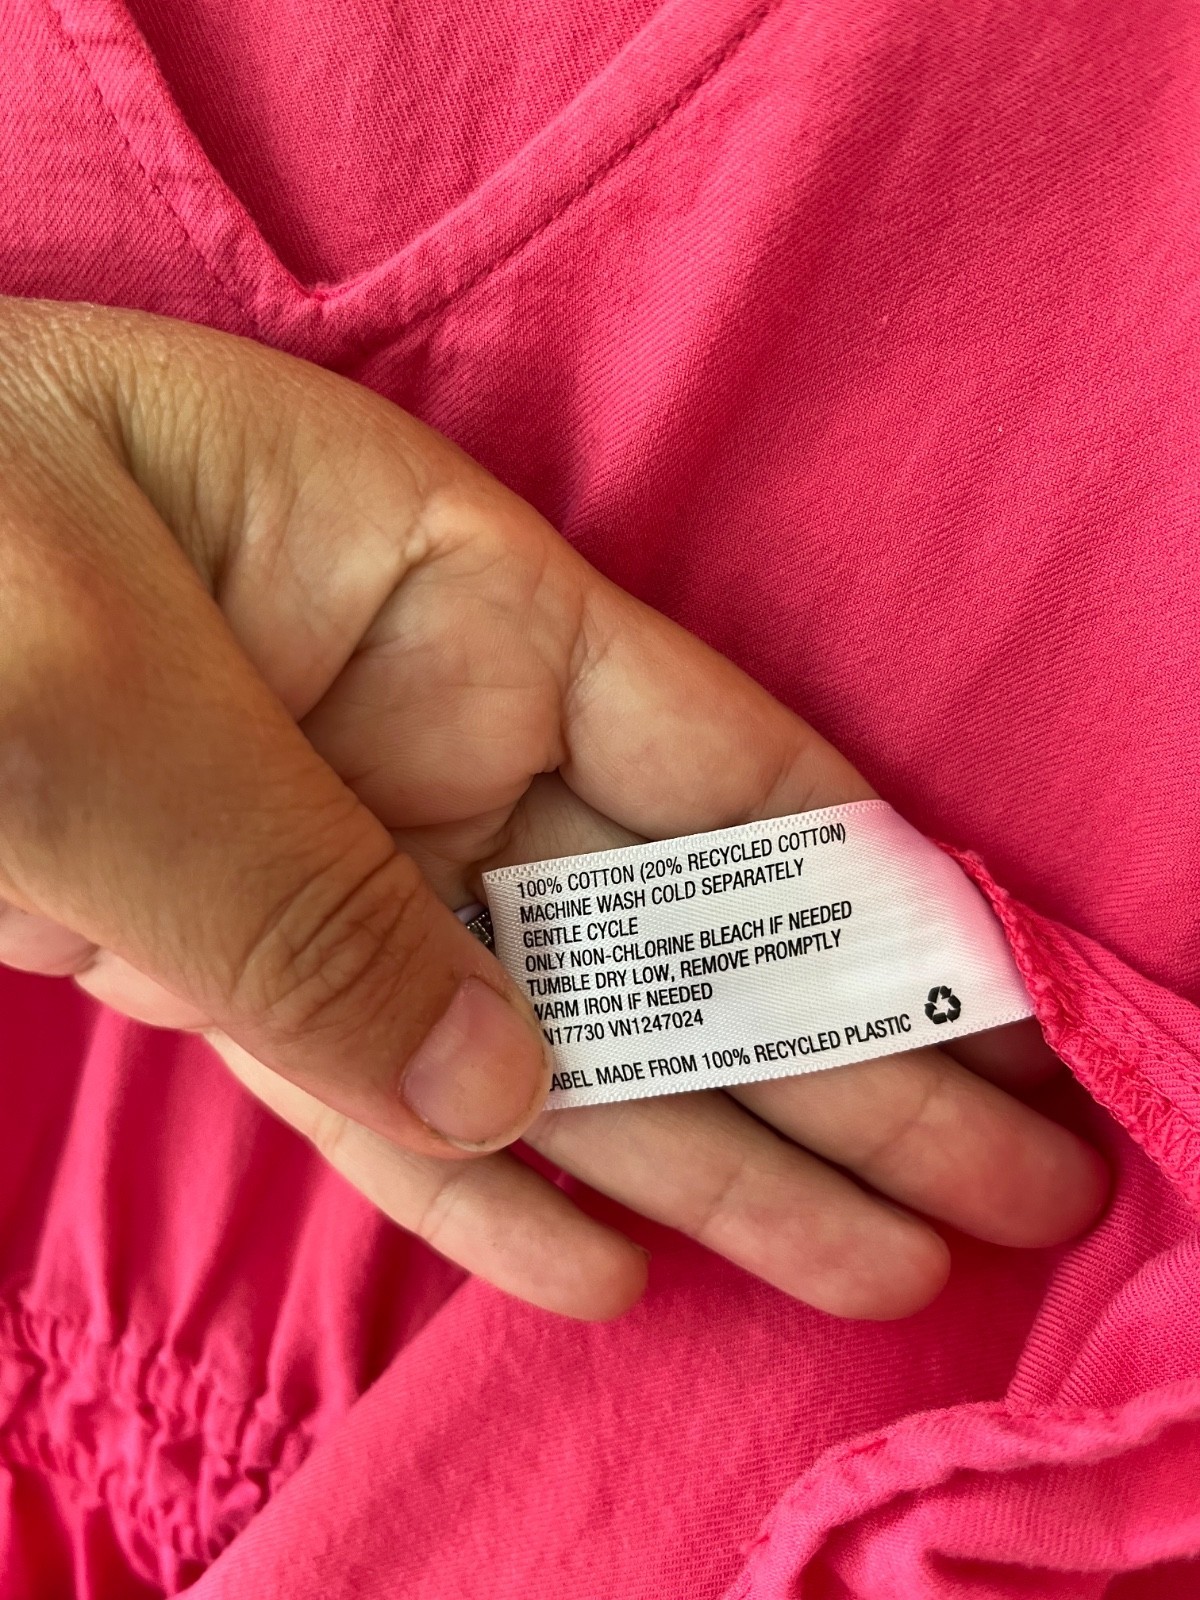 100% COTTON (20% RECYCLED COTTON)
MACHINE WASH COLD SEPARATELY
GENTLE CYCLE
ONLY NON-CHLORINE BLEACH IF NEEDED
TUMBLE DRY LOW, REMOVE PROMPTLY
WARM IRON IF NEEDED
VN1247024
MADE FROM 100% RECYCLED PLASTIC